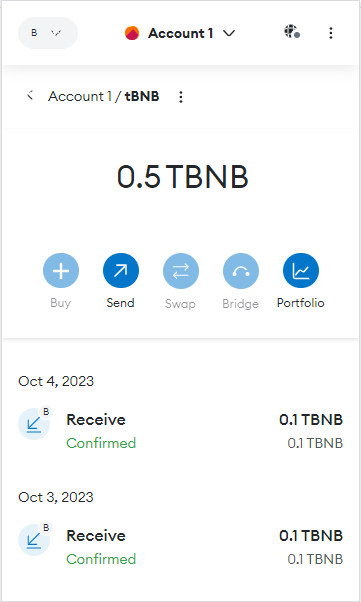 B
Account 1
Account 1 / tBNB
0.5 TBNB
Buy Send Swap Bridge Portfolio
Oct 4, 2023
B
Receive 0.1 TBNB
Confirmed 0.1 TBNB
Oct 3, 2023
B
Receive 0.1 TBNB
Confirmed 0.1 TBNB